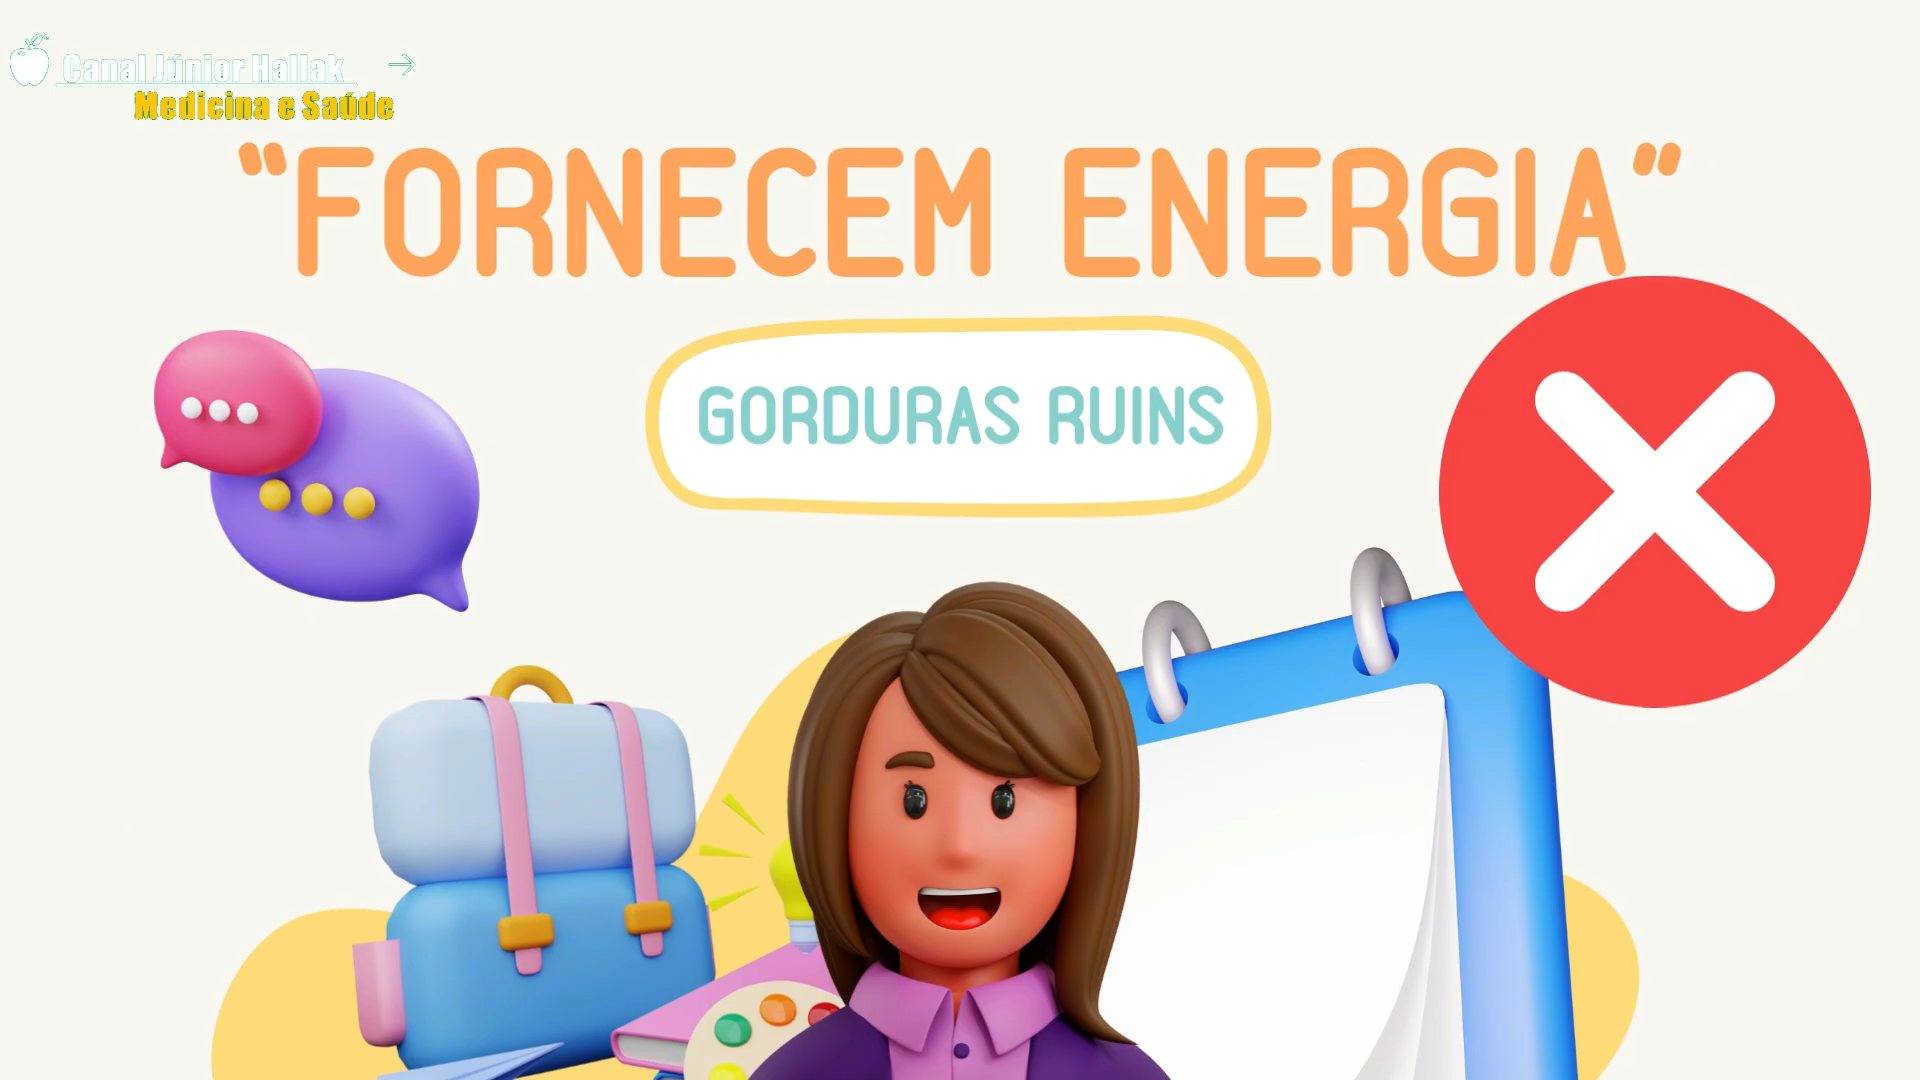 Canal Júnior Hallak
Medicina e Saúde
"FORNECEM ENERGIA"
GORDURAS RUINS